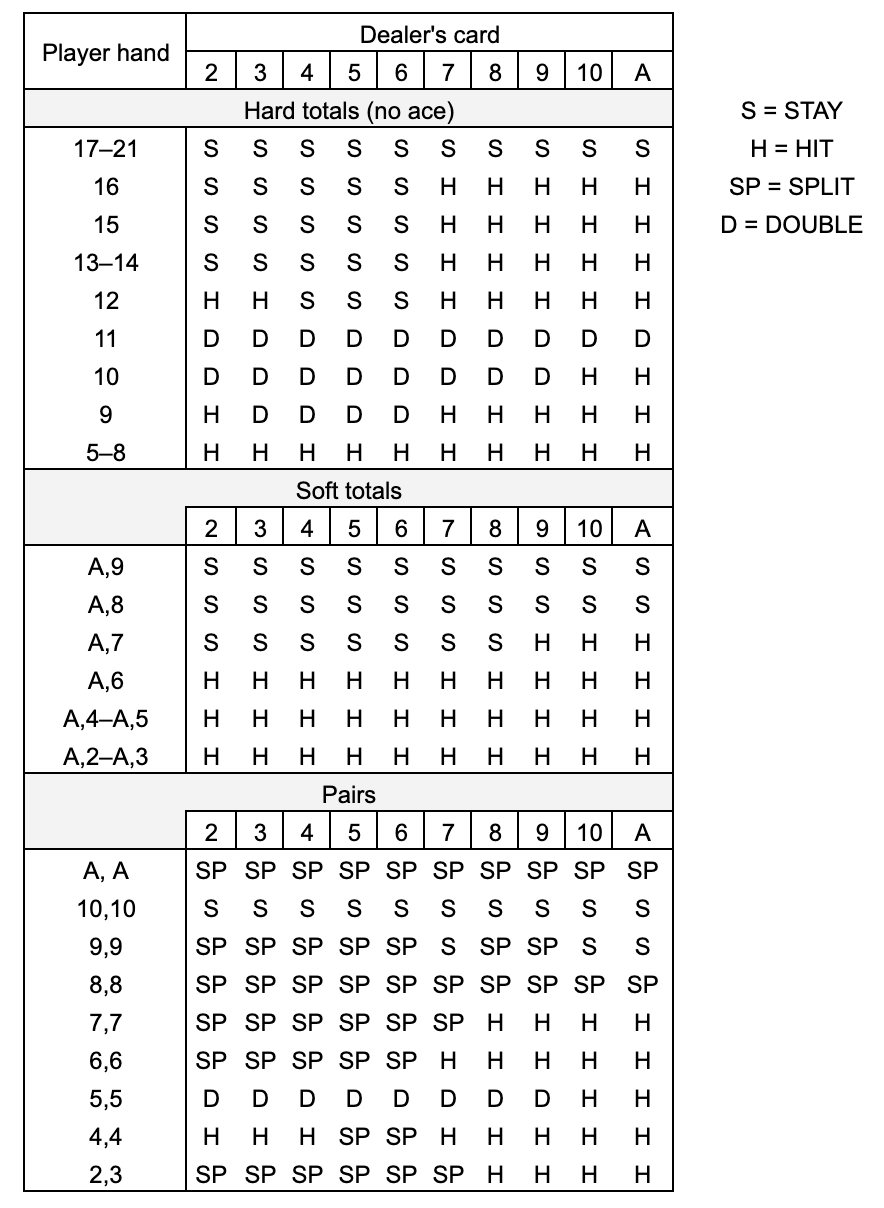 Player hand Dealer's card
2 3 4 5 6 7 8 9 10 A
Hard totals (no ace) S = STAY
17–21 S S S S S S S S S S H = HIT
16 S S S S S H H H H H SP = SPLIT
15 S S S S S H H H H H D = DOUBLE
13–14 S S S S S H H H H H
12 H H S S S H H H H H
11 D D D D D D D D D D
10 D D D D D D D D H H
9 H D D D D H H H H H
5–8 H H H H H H H H H H
Soft totals
2 3 4 5 6 7 8 9 10 A
A,9 S S S S S S S S S S
A,8 S S S S S S S S S S
A,7 S S S S S S S H H H
A,6 H H H H H H H H H H
A,4–A,5 H H H H H H H H H H
A,2–A,3 H H H H H H H H H H
Pairs
2 3 4 5 6 7 8 9 10 A
A, A SP SP SP SP SP SP SP SP SP SP
10,10 S S S S S S S S S S
9,9 SP SP SP SP SP S SP SP S S
8,8 SP SP SP SP SP SP SP SP SP SP
7,7 SP SP SP SP SP SP H H H H
6,6 SP SP SP SP SP H H H H H
5,5 D D D D D D D D H H
4,4 H H H SP SP H H H H H
2,3 SP SP SP SP SP SP H H H H